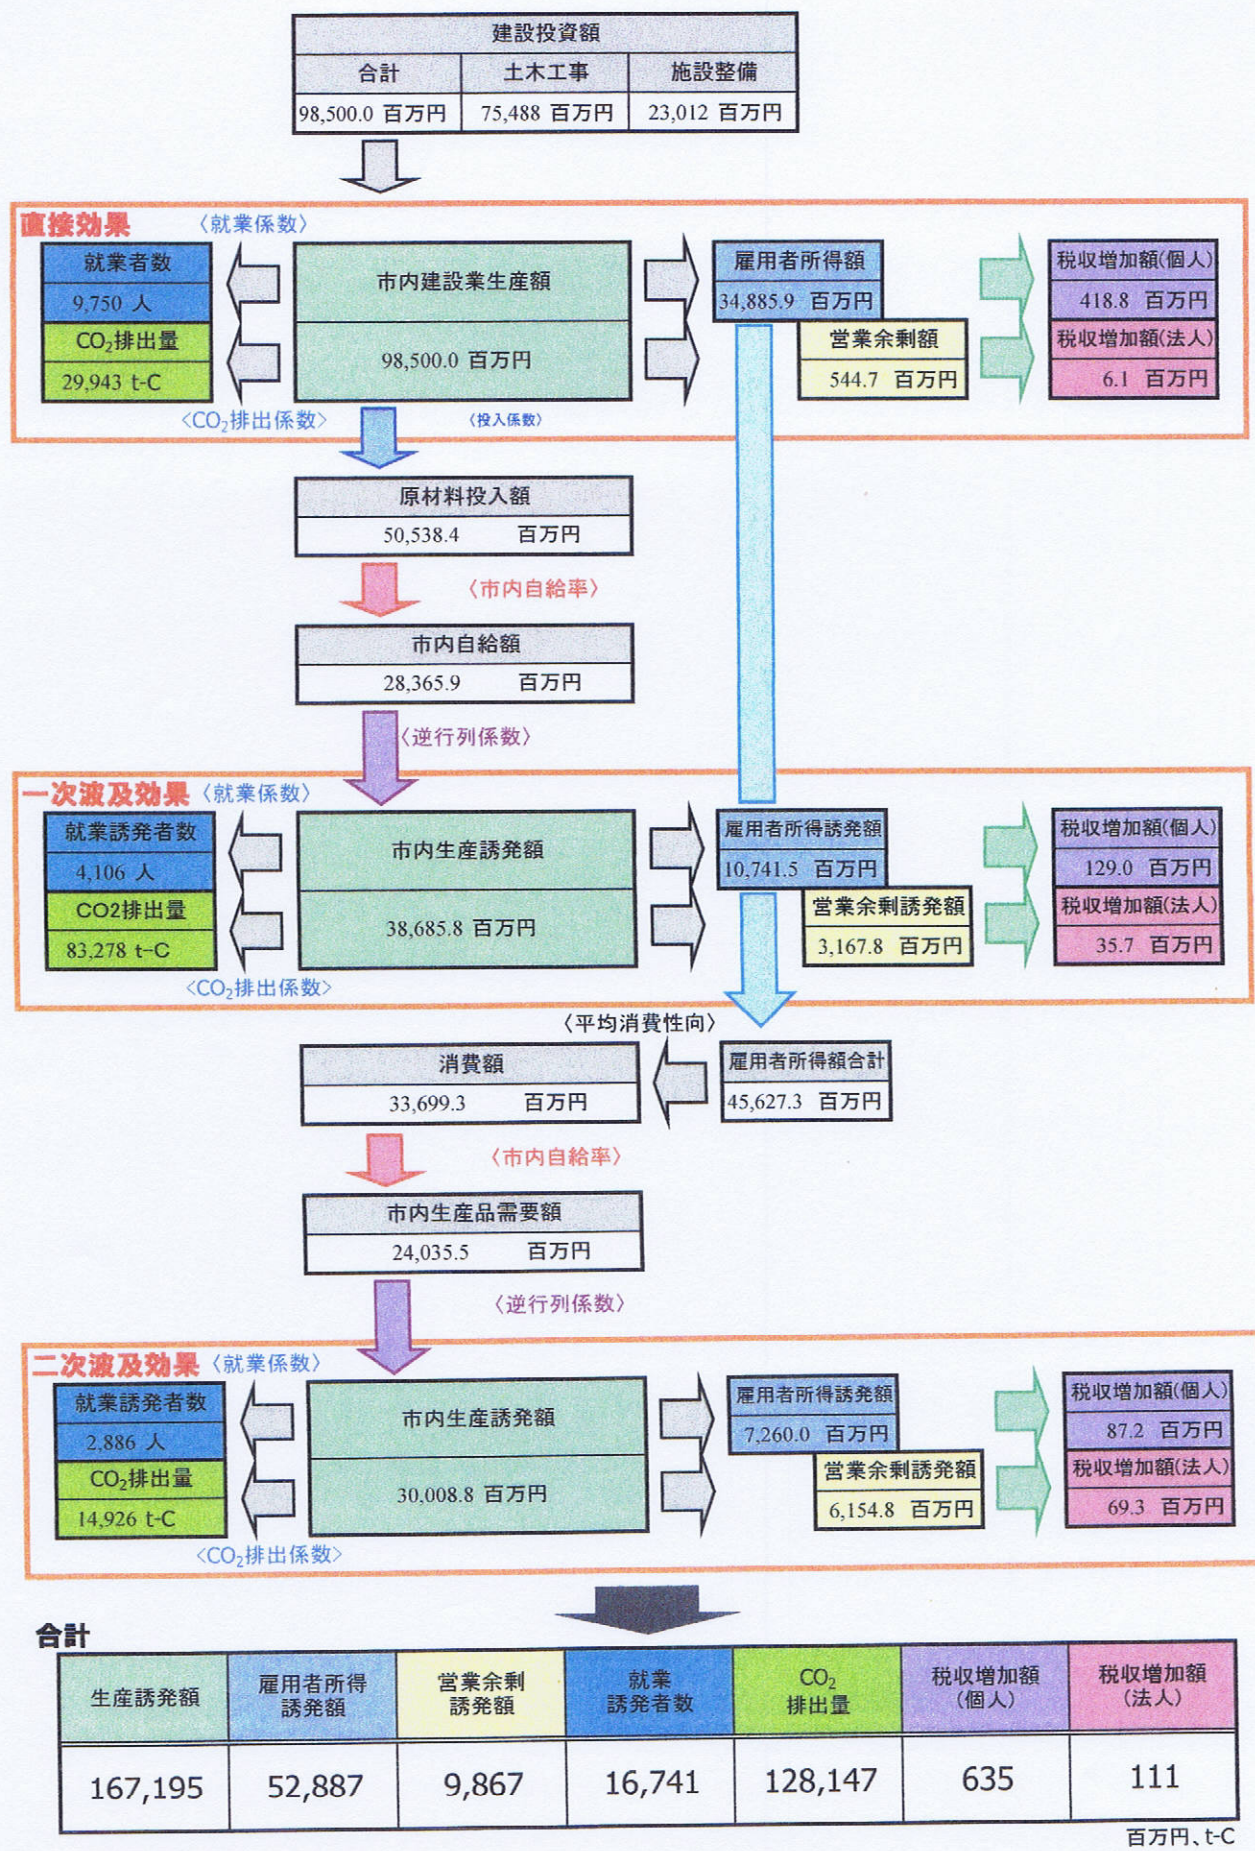 建設投資額
合計 土木工事 施設整備
98,500.0 百万円 75,488 百万円 23,012 百万円
直接効果 〈就業係数〉
就業者数
9,750 人
CO₂排出量
29,943 t-C
市内建設業生産額
98,500.0 百万円
雇用者所得額
34,885.9 百万円
営業余剰額
544.7 百万円
税収増加額(個人)
418.8 百万円
税収増加額(法人)
6.1 百万円
<CO₂排出係数> 〈投入係数〉
原材料投入額
50,538.4 百万円
〈市内自給率〉
市内自給額
28,365.9 百万円
〈逆行列係数〉
一次波及効果 〈就業係数〉
就業誘発者数
4,106 人
CO2排出量
83,278 t-C
市内生産誘発額
38,685.8 百万円
雇用者所得誘発額
10,741.5 百万円
営業余剰誘発額
3,167.8 百万円
税収増加額(個人)
129.0 百万円
税収増加額(法人)
35.7 百万円
<CO₂排出係数>
〈平均消費性向〉
消費額
33,699.3 百万円
雇用者所得額合計
45,627.3 百万円
〈市内自給率〉
市内生産品需要額
24,035.5 百万円
〈逆行列係数〉
二次波及効果 〈就業係数〉
就業誘発者数
2,886 人
CO₂排出量
14,926 t-C
市内生産誘発額
30,008.8 百万円
雇用者所得誘発額
7,260.0 百万円
営業余剰誘発額
6,154.8 百万円
税収増加額(個人)
87.2 百万円
税収増加額(法人)
69.3 百万円
<CO₂排出係数>
合計
生産誘発額
雇用者所得
誘発額
営業余剰
誘発額
就業
誘発者数
CO₂
排出量
税収増加額
(個人)
税収増加額
(法人)
167,195 52,887 9,867 16,741 128,147 635 111
百万円、t-C